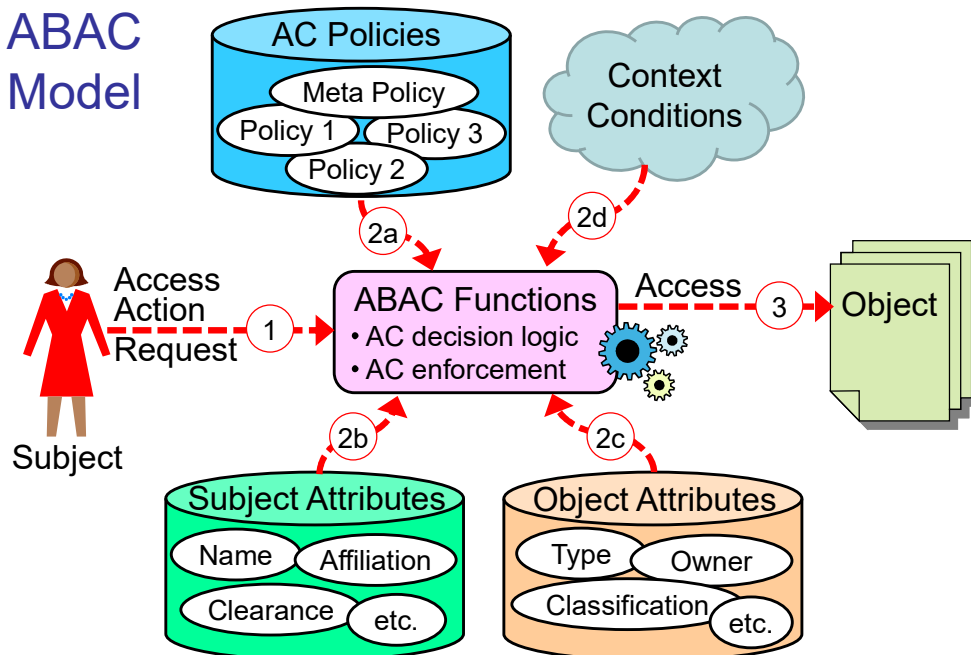 ABAC
Model
AC Policies
Meta Policy
Policy 1
Policy 3
Policy 2
Context
Conditions
2a
2d
Access
Action
Request
1
ABAC Functions
• AC decision logic
• AC enforcement
Access
3
Object
Subject
2b
2c
Subject Attributes
Name
Affiliation
Clearance
etc.
Object Attributes
Type
Owner
Classification
etc.